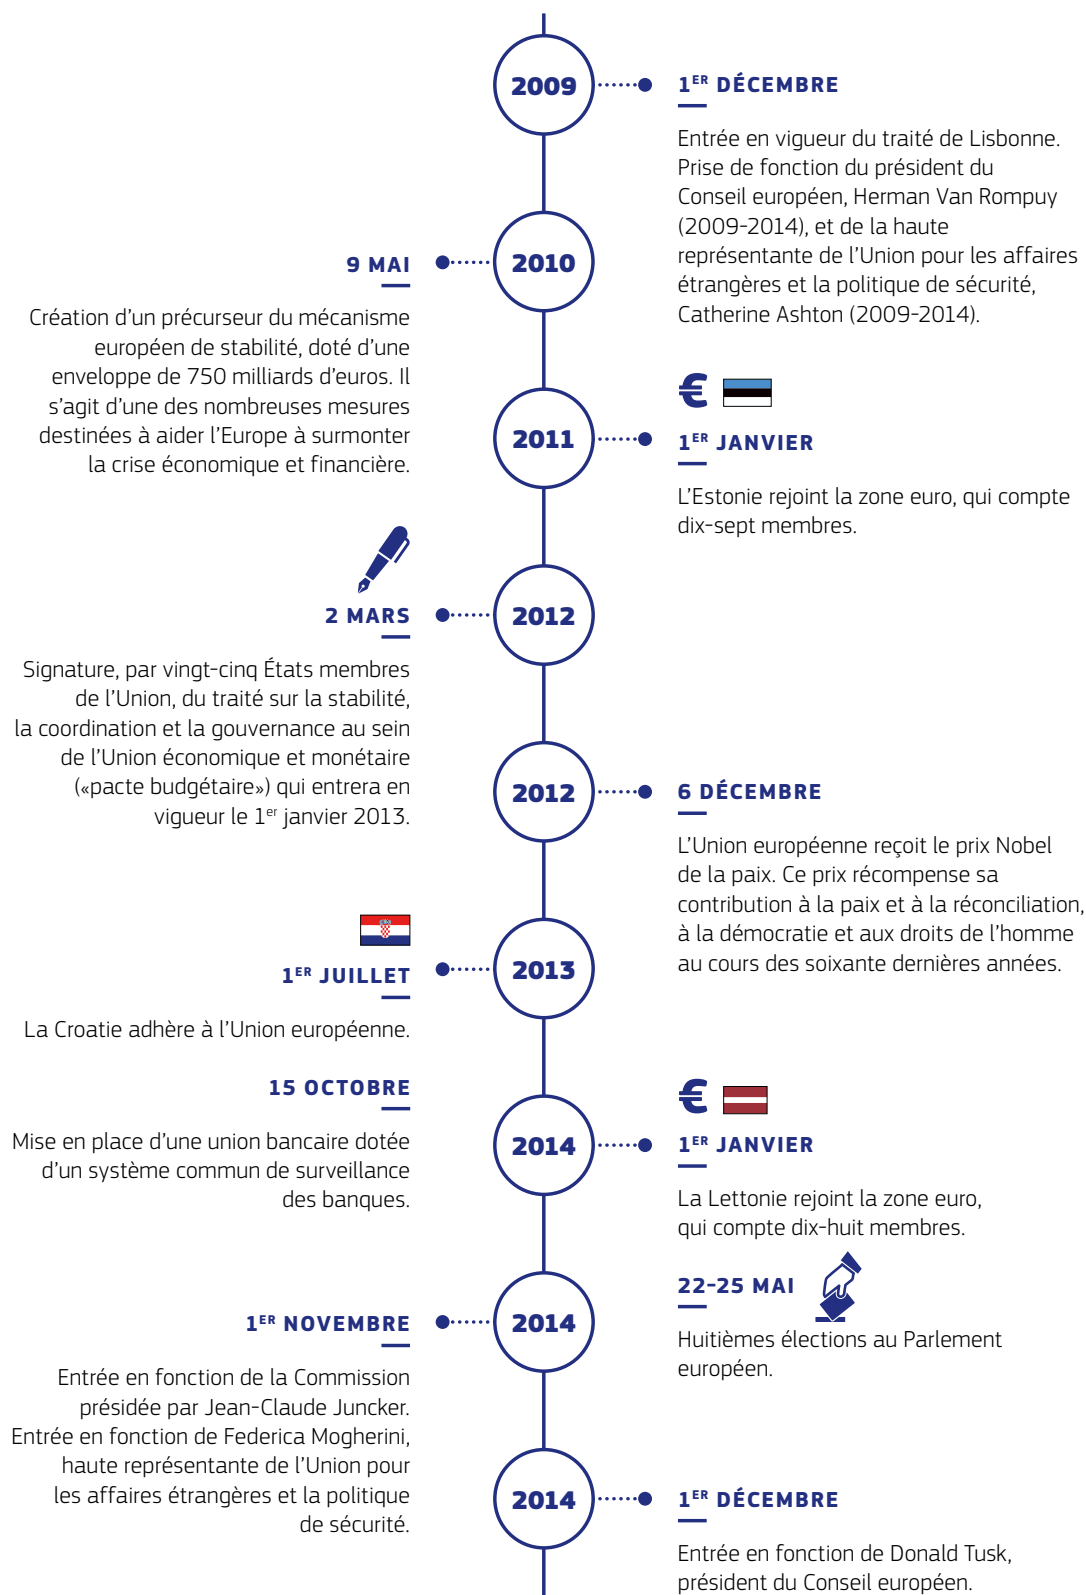 2009
1ER DÉCEMBRE
Entrée en vigueur du traité de Lisbonne.
Prise de fonction du président du
Conseil européen, Herman Van Rompuy
(2009-2014), et de la haute
représentante de l’Union pour les affaires
étrangères et la politique de sécurité,
Catherine Ashton (2009-2014).
2010
9 MAI
Création d’un précurseur du mécanisme
européen de stabilité, doté d’une
enveloppe de 750 milliards d’euros. Il
s’agit d’une des nombreuses mesures
destinées à aider l’Europe à surmonter
la crise économique et financière.
€
2011
1ER JANVIER
L’Estonie rejoint la zone euro, qui compte
dix-sept membres.
2012
2 MARS
Signature, par vingt-cinq États membres
de l’Union, du traité sur la stabilité,
la coordination et la gouvernance au sein
de l’Union économique et monétaire
(«pacte budgétaire») qui entrera en
vigueur le 1er janvier 2013.
2012
6 DÉCEMBRE
L’Union européenne reçoit le prix Nobel
de la paix. Ce prix récompense sa
contribution à la paix et à la réconciliation,
à la démocratie et aux droits de l’homme
au cours des soixante dernières années.
2013
1ER JUILLET
La Croatie adhère à l’Union européenne.
15 OCTOBRE
Mise en place d’une union bancaire dotée
d’un système commun de surveillance
des banques.
€
2014
1ER JANVIER
La Lettonie rejoint la zone euro,
qui compte dix-huit membres.
22-25 MAI
Huitièmes élections au Parlement
européen.
2014
1ER NOVEMBRE
Entrée en fonction de la Commission
présidée par Jean-Claude Juncker.
Entrée en fonction de Federica Mogherini,
haute représentante de l’Union pour
les affaires étrangères et la politique
de sécurité.
2014
1ER DÉCEMBRE
Entrée en fonction de Donald Tusk,
président du Conseil européen.